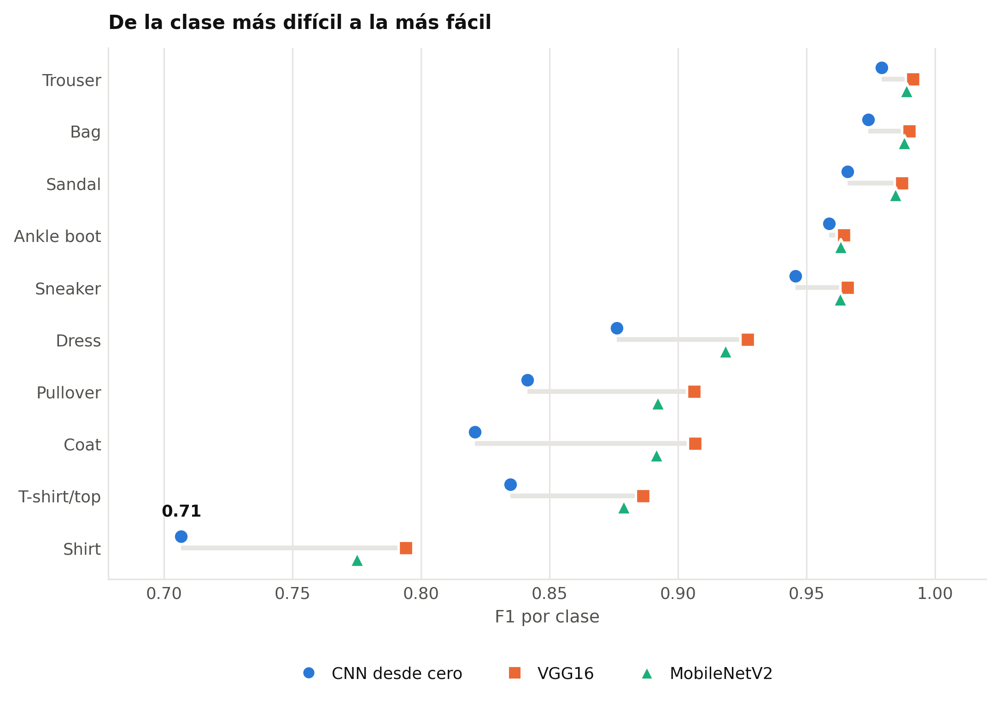 De la clase más difícil a la más fácil
Trouser
Bag
Sandal
Ankle boot
Sneaker
Dress
Pullover
Coat
T-shirt/top
0.71
Shirt
0.70 0.75 0.80 0.85 0.90 0.95 1.00
F1 por clase
CNN desde cero VGG16 MobileNetV2